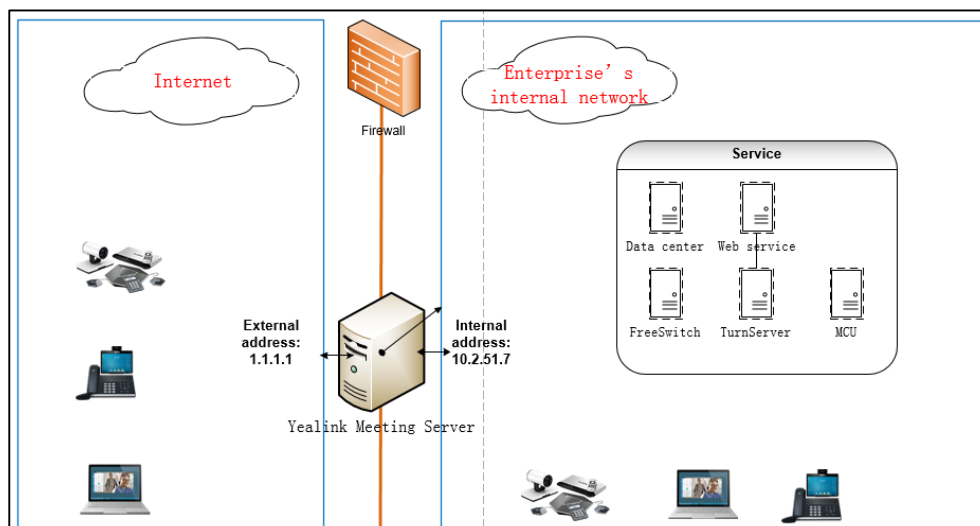 Internet
Firewall
Enterprise’s
internal network
Service
Data center
Web service
FreeSwitch
TurnServer
MCU
External
address:
1.1.1.1
Internal
address:
10.2.51.7
Yealink Meeting Server